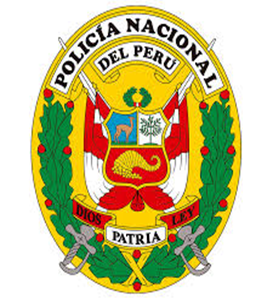 POLICÍA NACIONAL
DEL PERÚ
DIOS
PATRIA
LEY